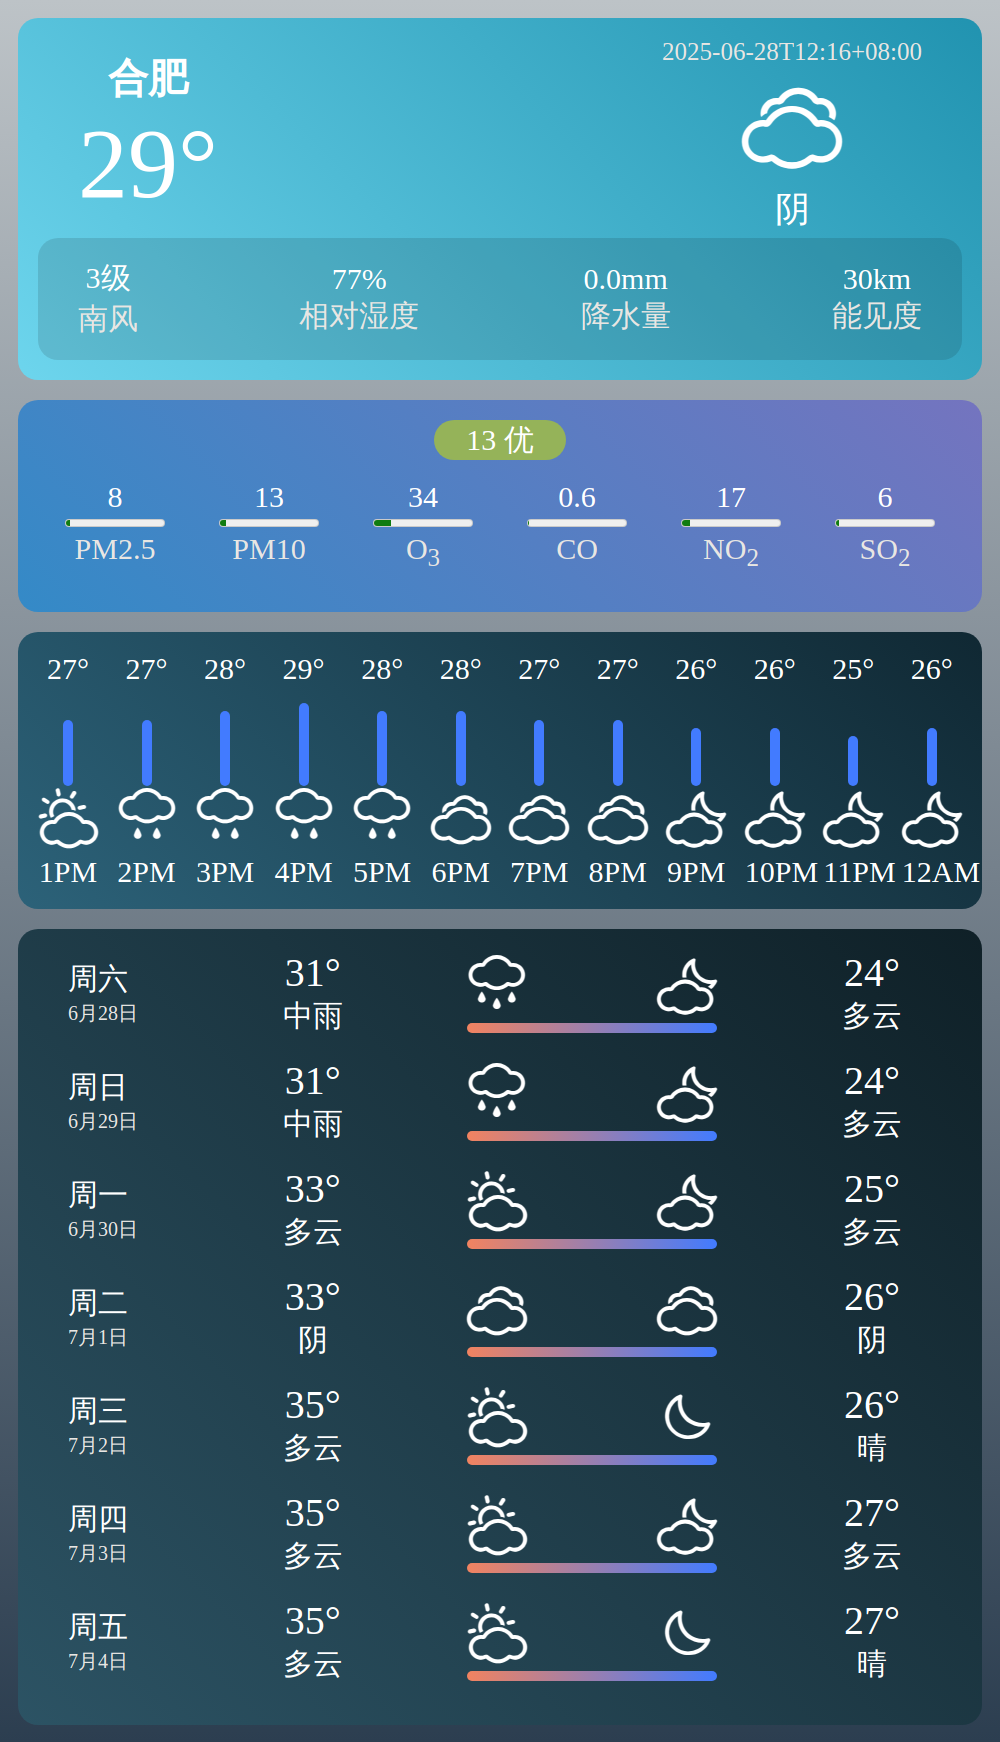 合肥
2025-06-28T12:16+08:00
29°
阴
3级 77% 0.0mm 30km
南风 相对湿度 降水量 能见度
13 优
8 13 34 0.6 17 6
PM2.5 PM10 O3 CO NO2 SO2
27° 27° 28° 29° 28° 28° 27° 27° 26° 26° 25° 26°
1PM 2PM 3PM 4PM 5PM 6PM 7PM 8PM 9PM 10PM 11PM 12AM
周六 31° 24°
6月28日 中雨 多云
周日 31° 24°
6月29日 中雨 多云
周一 33° 25°
6月30日 多云 多云
周二 33° 26°
7月1日 阴 阴
周三 35° 26°
7月2日 多云 晴
周四 35° 27°
7月3日 多云 多云
周五 35° 27°
7月4日 多云 晴